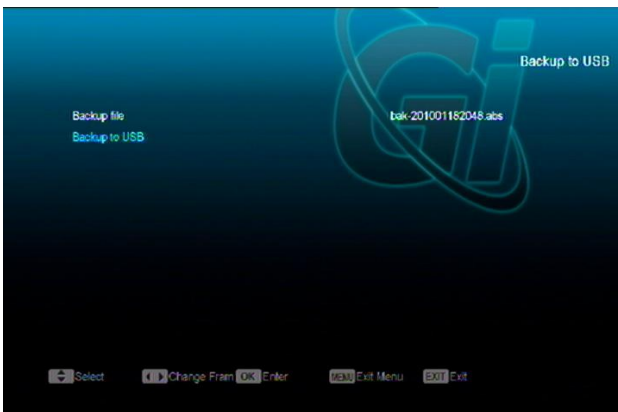 Backup to USB
Backup file bak-201001182048.abs
Backup to USB
Select Change Fram OK Enter MENU Exit Menu EXIT Exit
Gi